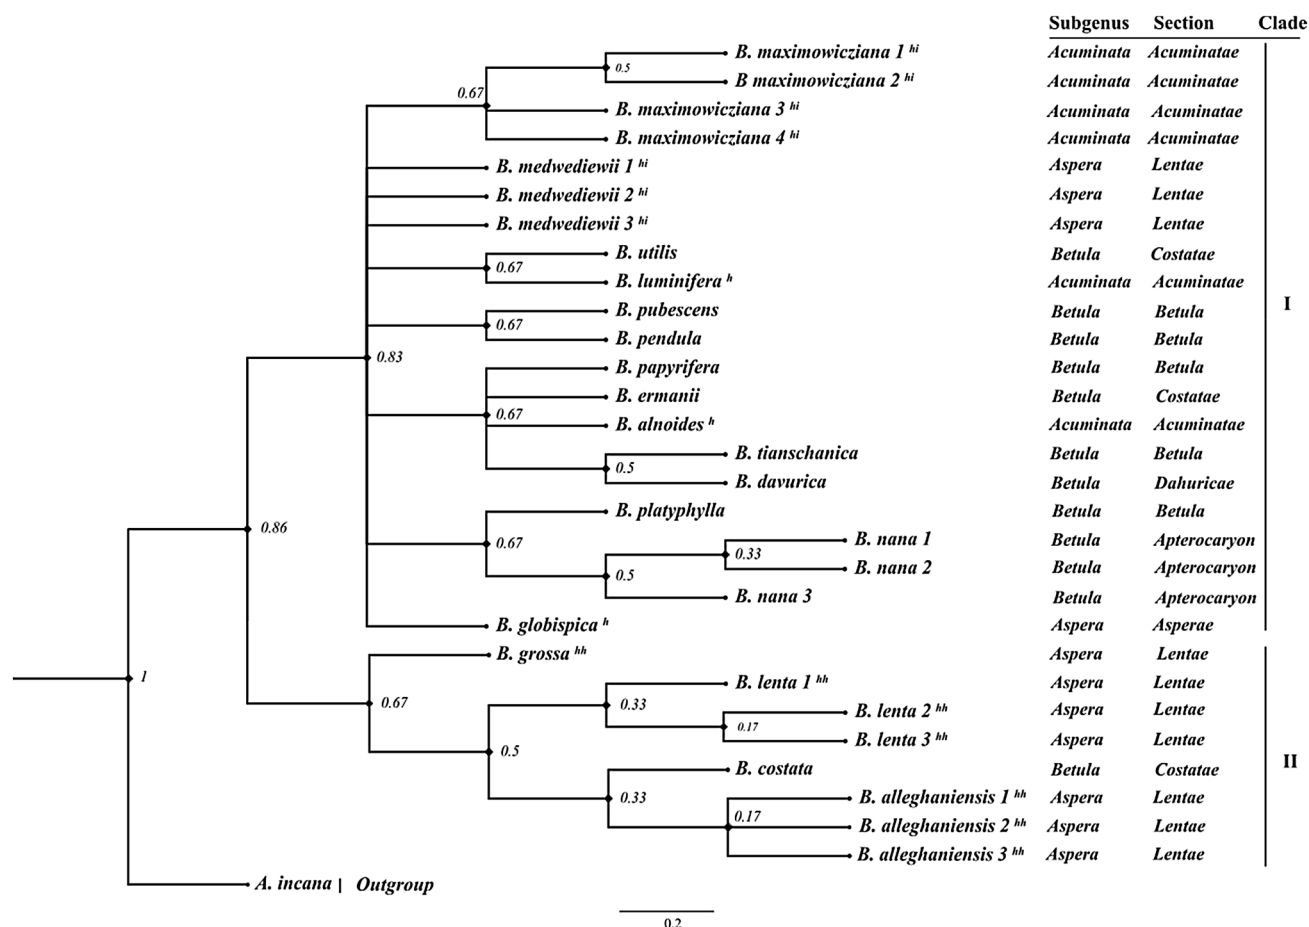 Subgenus Section Clade
B. maximowicziana 1 hi Acuminata Acuminatae
0.5
B maximowicziana 2 hi Acuminata Acuminatae
0.67
B. maximowicziana 3 hi Acuminata Acuminatae
B. maximowicziana 4 hi Acuminata Acuminatae
B. medwediewii 1 hi Aspera Lentae
B. medwediewii 2 hi Aspera Lentae
B. medwediewii 3 hi Aspera Lentae
B. utilis Betula Costatae
0.67
B. luminifera h Acuminata Acuminatae
I
B. pubescens Betula Betula
0.67
B. pendula Betula Betula
0.83
B. papyrifera Betula Betula
B. ermanii Betula Costatae
0.67
B. alnoides h Acuminata Acuminatae
B. tianschanica Betula Betula
0.5
B. davurica Betula Dahuricae
B. platyphylla Betula Betula
0.86
0.67
B. nana 1 Betula Apterocaryon
0.33
B. nana 2 Betula Apterocaryon
0.5
B. nana 3 Betula Apterocaryon
B. globispica h Aspera Asperae
B. grossa hh Aspera Lentae
1
B. lenta 1 hh Aspera Lentae
0.67
0.33
B. lenta 2 hh Aspera Lentae
0.17
B. lenta 3 hh Aspera Lentae
0.5
II
B. costata Betula Costatae
0.33
B. alleghaniensis 1 hh Aspera Lentae
0.17
B. alleghaniensis 2 hh Aspera Lentae
B. alleghaniensis 3 hh Aspera Lentae
A. incana | Outgroup
0.2